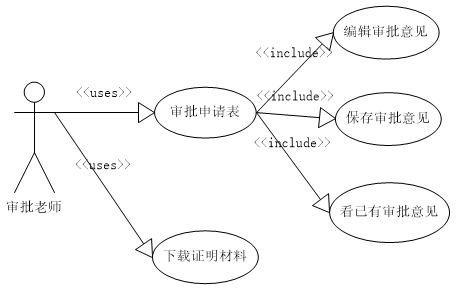 编辑审批意见
<<include>>
<<uses>>
<<include>>
审批申请表
保存审批意见
<<include>>
<<uses>>
审批老师
看已有审批意见
下载证明材料